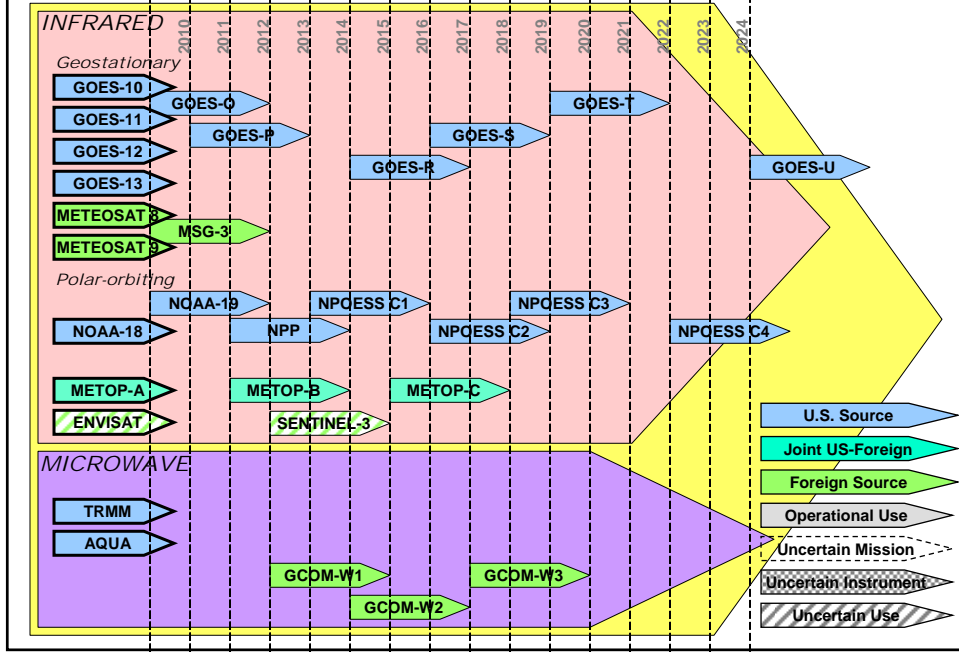 INFRARED
2010 2011 2012 2013 2014 2015 2016 2017 2018 2019 2020 2021 2022 2023 2024
Geostationary
GOES-10
GOES-O GOES-T
GOES-11
GOES-P GOES-S
GOES-12
GOES-R GOES-U
GOES-13
METEOSAT 8
MSG-3
METEOSAT 9
Polar-orbiting
NOAA-19 NPOESS C1 NPOESS C3
NOAA-18 NPP NPOESS C2 NPOESS C4
METOP-A METOP-B METOP-C
ENVISAT SENTINEL-3
U.S. Source
Joint US-Foreign
Foreign Source
Operational Use
Uncertain Mission
Uncertain Instrument
Uncertain Use
MICROWAVE
TRMM
AQUA
GCOM-W1 GCOM-W3
GCOM-W2